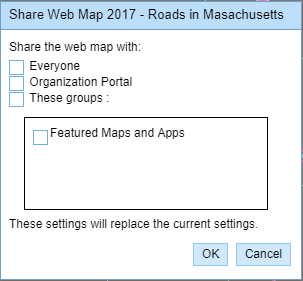 Share Web Map 2017 - Roads in Masachusetts
Share the web map with:
Everyone
Organization Portal
These groups :
Featured Maps and Apps
These settings will replace the current settings.
OK Cancel